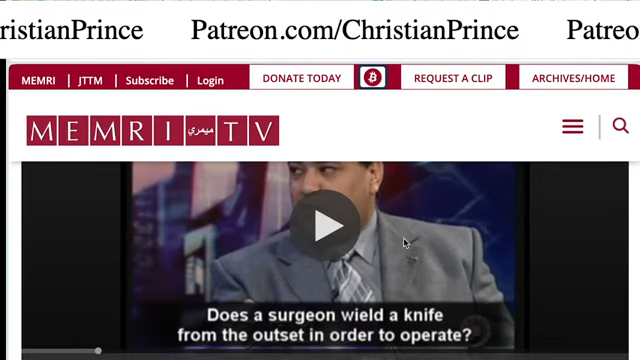 ristianPrince Patreon.com/ChristianPrince Patreo
MEMRI | JTTM | Subscribe | Login DONATE TODAY REQUEST A CLIP ARCHIVES/HOME
MEMRI ميمري TV
Does a surgeon wield a knife
from the outset in order to operate?